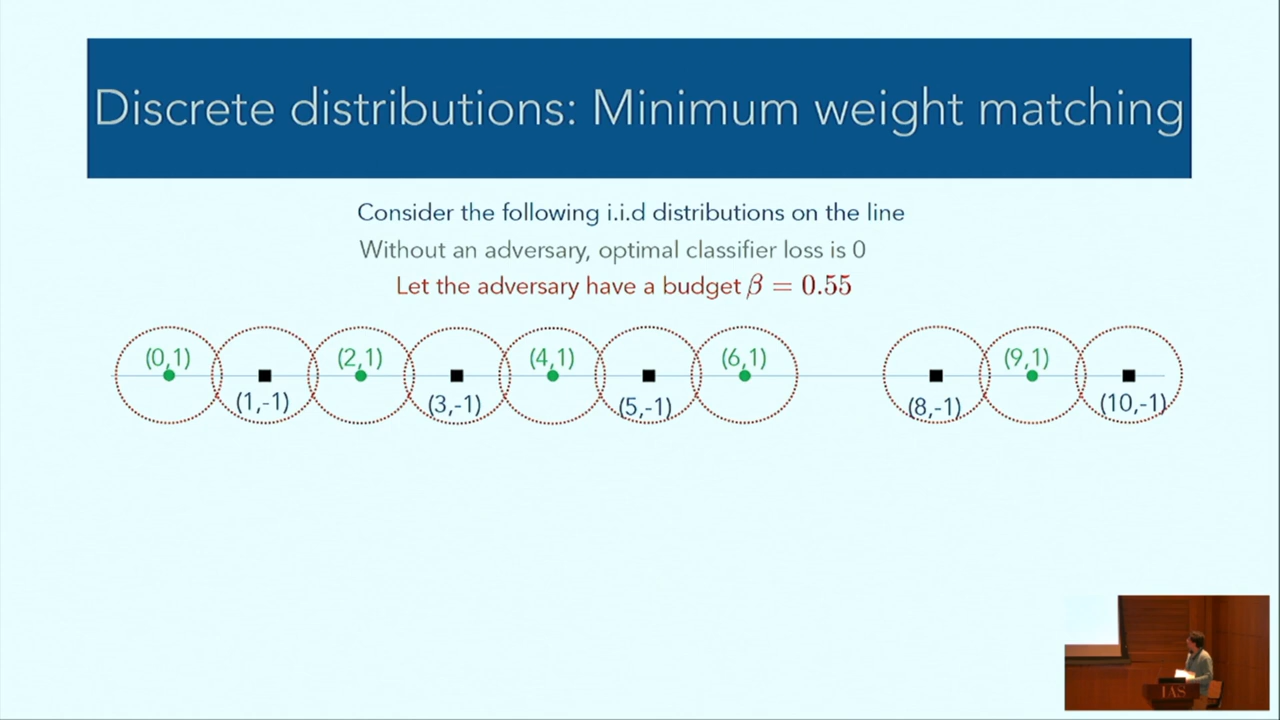 Discrete distributions: Minimum weight matching
Consider the following i.i.d distributions on the line
Without an adversary, optimal classifier loss is 0
Let the adversary have a budget β = 0.55
(0,1) (2,1) (4,1) (6,1) (9,1)
(1,-1) (3,-1) (5,-1) (8,-1) (10,-1)
IAS